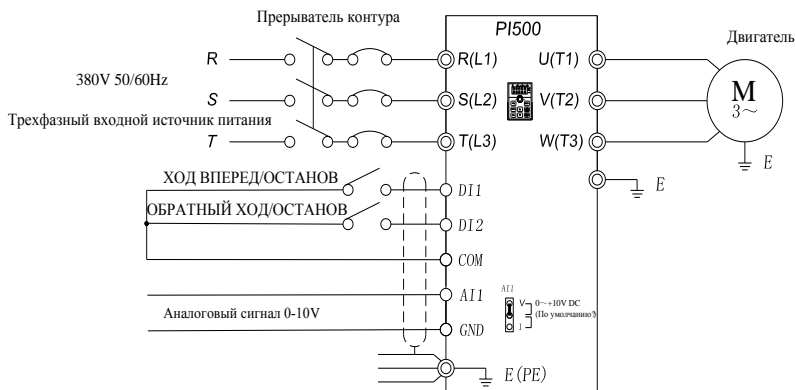 Прерыватель контура
PI500
Двигатель
R
R(L1)
U(T1)
380V 50/60Hz
S
S(L2)
V(T2)
M
3~
Трехфазный входной источник питания
T
T(L3)
W(T3)
E
ХОД ВПЕРЕД/ОСТАНОВ
DI1
E
ОБРАТНЫЙ ХОД/ОСТАНОВ
DI2
COM
AI1
AI1
V
0~+10V DC
(По умолчанию)
I
Аналоговый сигнал 0-10V
GND
E(PE)